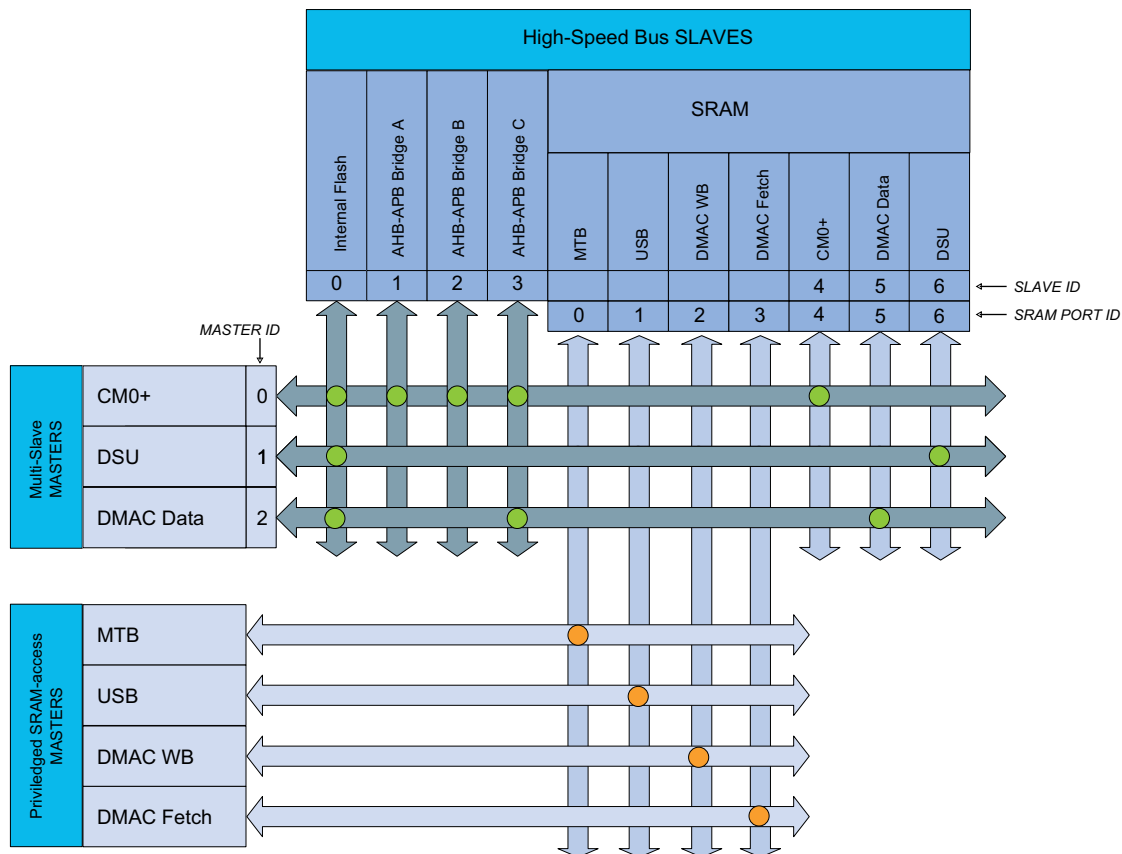 High-Speed Bus SLAVES
SRAM
Internal Flash
AHB-APB Bridge A
AHB-APB Bridge B
AHB-APB Bridge C
MTB
USB
DMAC WB
DMAC Fetch
CM0+
DMAC Data
DSU
0 1 2 3 4 5 6 SLAVE ID
0 1 2 3 4 5 6 SRAM PORT ID
MASTER ID
Multi-Slave
MASTERS
CM0+ 0
DSU 1
DMAC Data 2
Priviledged SRAM-access
MASTERS
MTB
USB
DMAC WB
DMAC Fetch